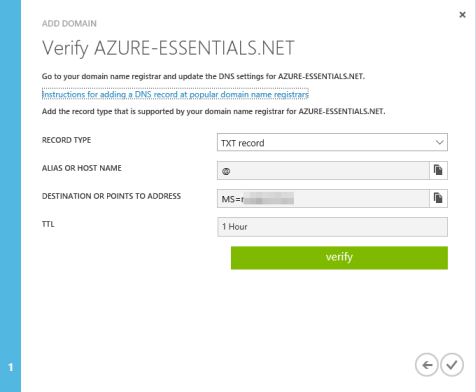 ADD DOMAIN
Verify AZURE-ESSENTIALS.NET
Go to your domain name registrar and update the DNS settings for AZURE-ESSENTIALS.NET.
Instructions for adding a DNS record at popular domain name registrars
Add the record type that is supported by your domain name registrar for AZURE-ESSENTIALS.NET.
RECORD TYPE TXT record
ALIAS OR HOST NAME @
DESTINATION OR POINTS TO ADDRESS MS=
TTL 1 Hour
verify
1